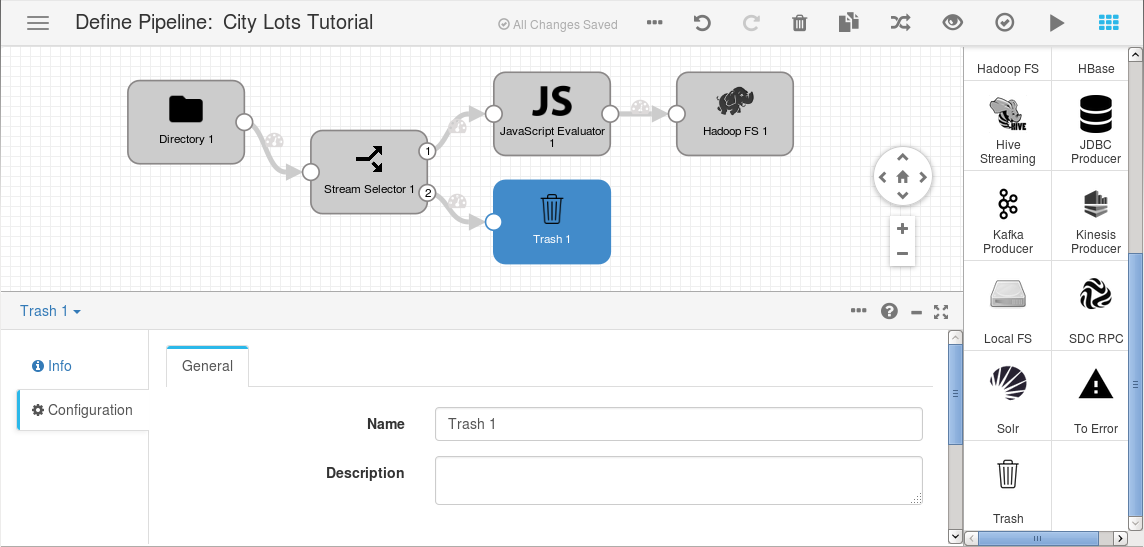 Define Pipeline: City Lots Tutorial
All Changes Saved
Directory 1
Stream Selector 1
1
2
JS
JavaScript Evaluator
1
Hadoop FS 1
Trash 1
Hadoop FS
HBase
HIVE
Hive
Streaming
JDBC
Producer
Kafka
Producer
Kinesis
Producer
Local FS
SDC RPC
Solr
To Error
Trash
Trash 1
?
Info
Configuration
General
Name
Trash 1
Description